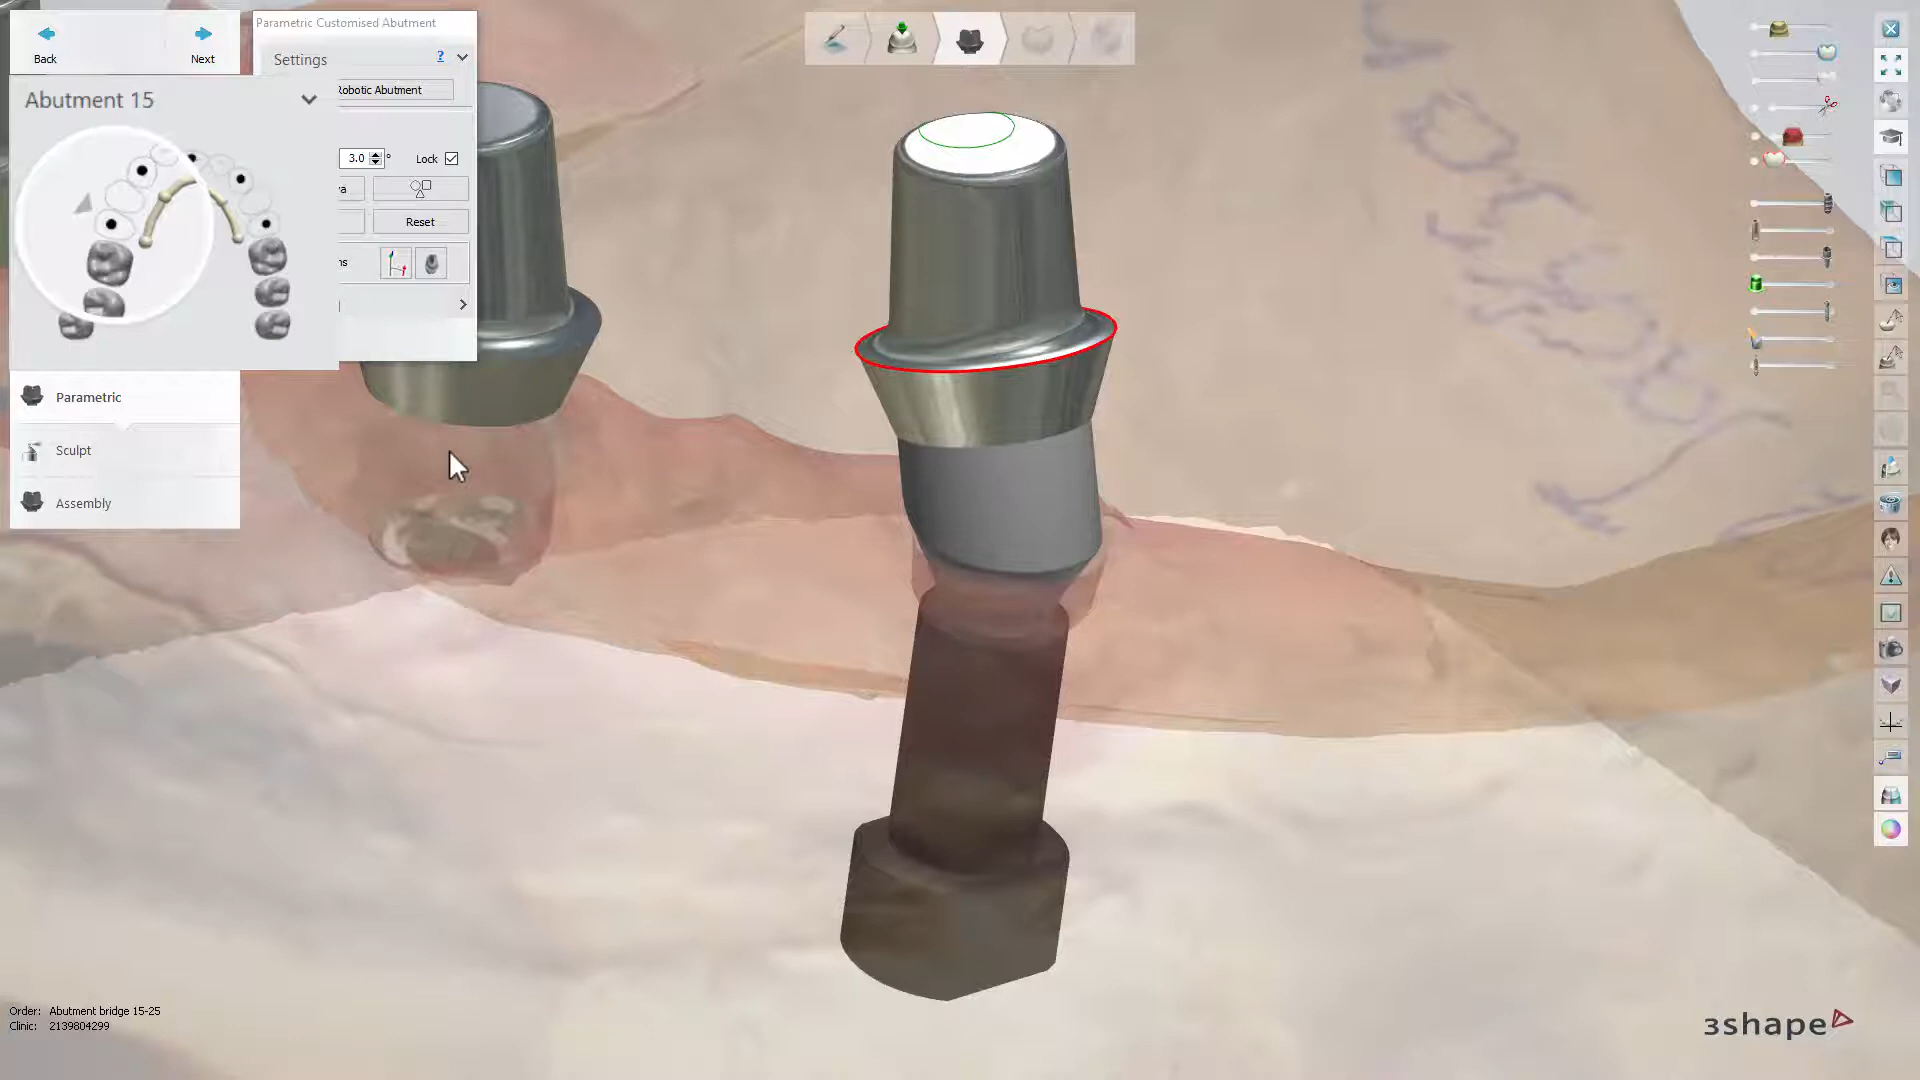 Back
Next
Parametric Customised Abutment
Settings
?
Robotic Abutment
Abutment 15
3.0
°
Lock
Reset
Parametric
Sculpt
Assembly
Order: Abutment bridge 15-25
Clinic: 2139804299
3shape